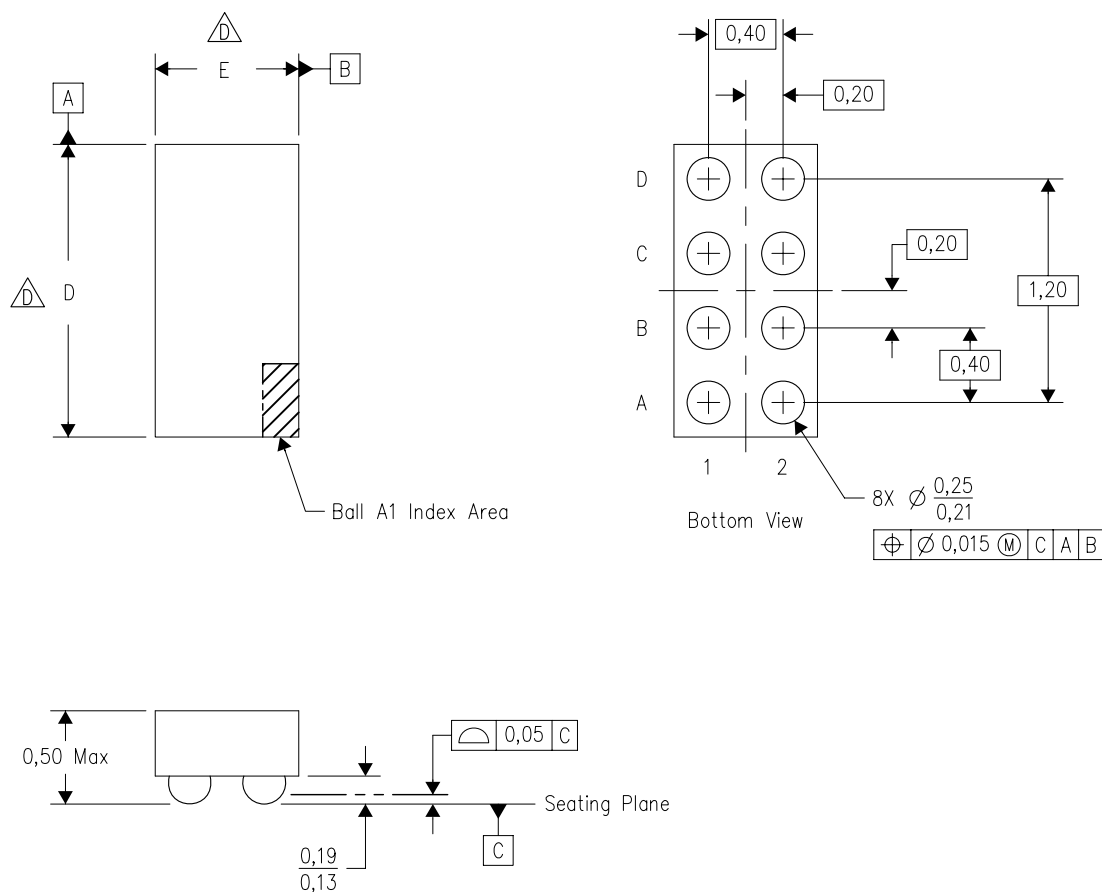 D
E
B
A
D
D
Ball A1 Index Area
0,40
0,20
D
C
B
A
0,20
1,20
0,40
1 2
Bottom View
8X Ø 0,25
0,21
⌖ Ø 0,015 Ⓜ C A B
0,50 Max
⌓ 0,05 C
Seating Plane
C
0,19
0,13